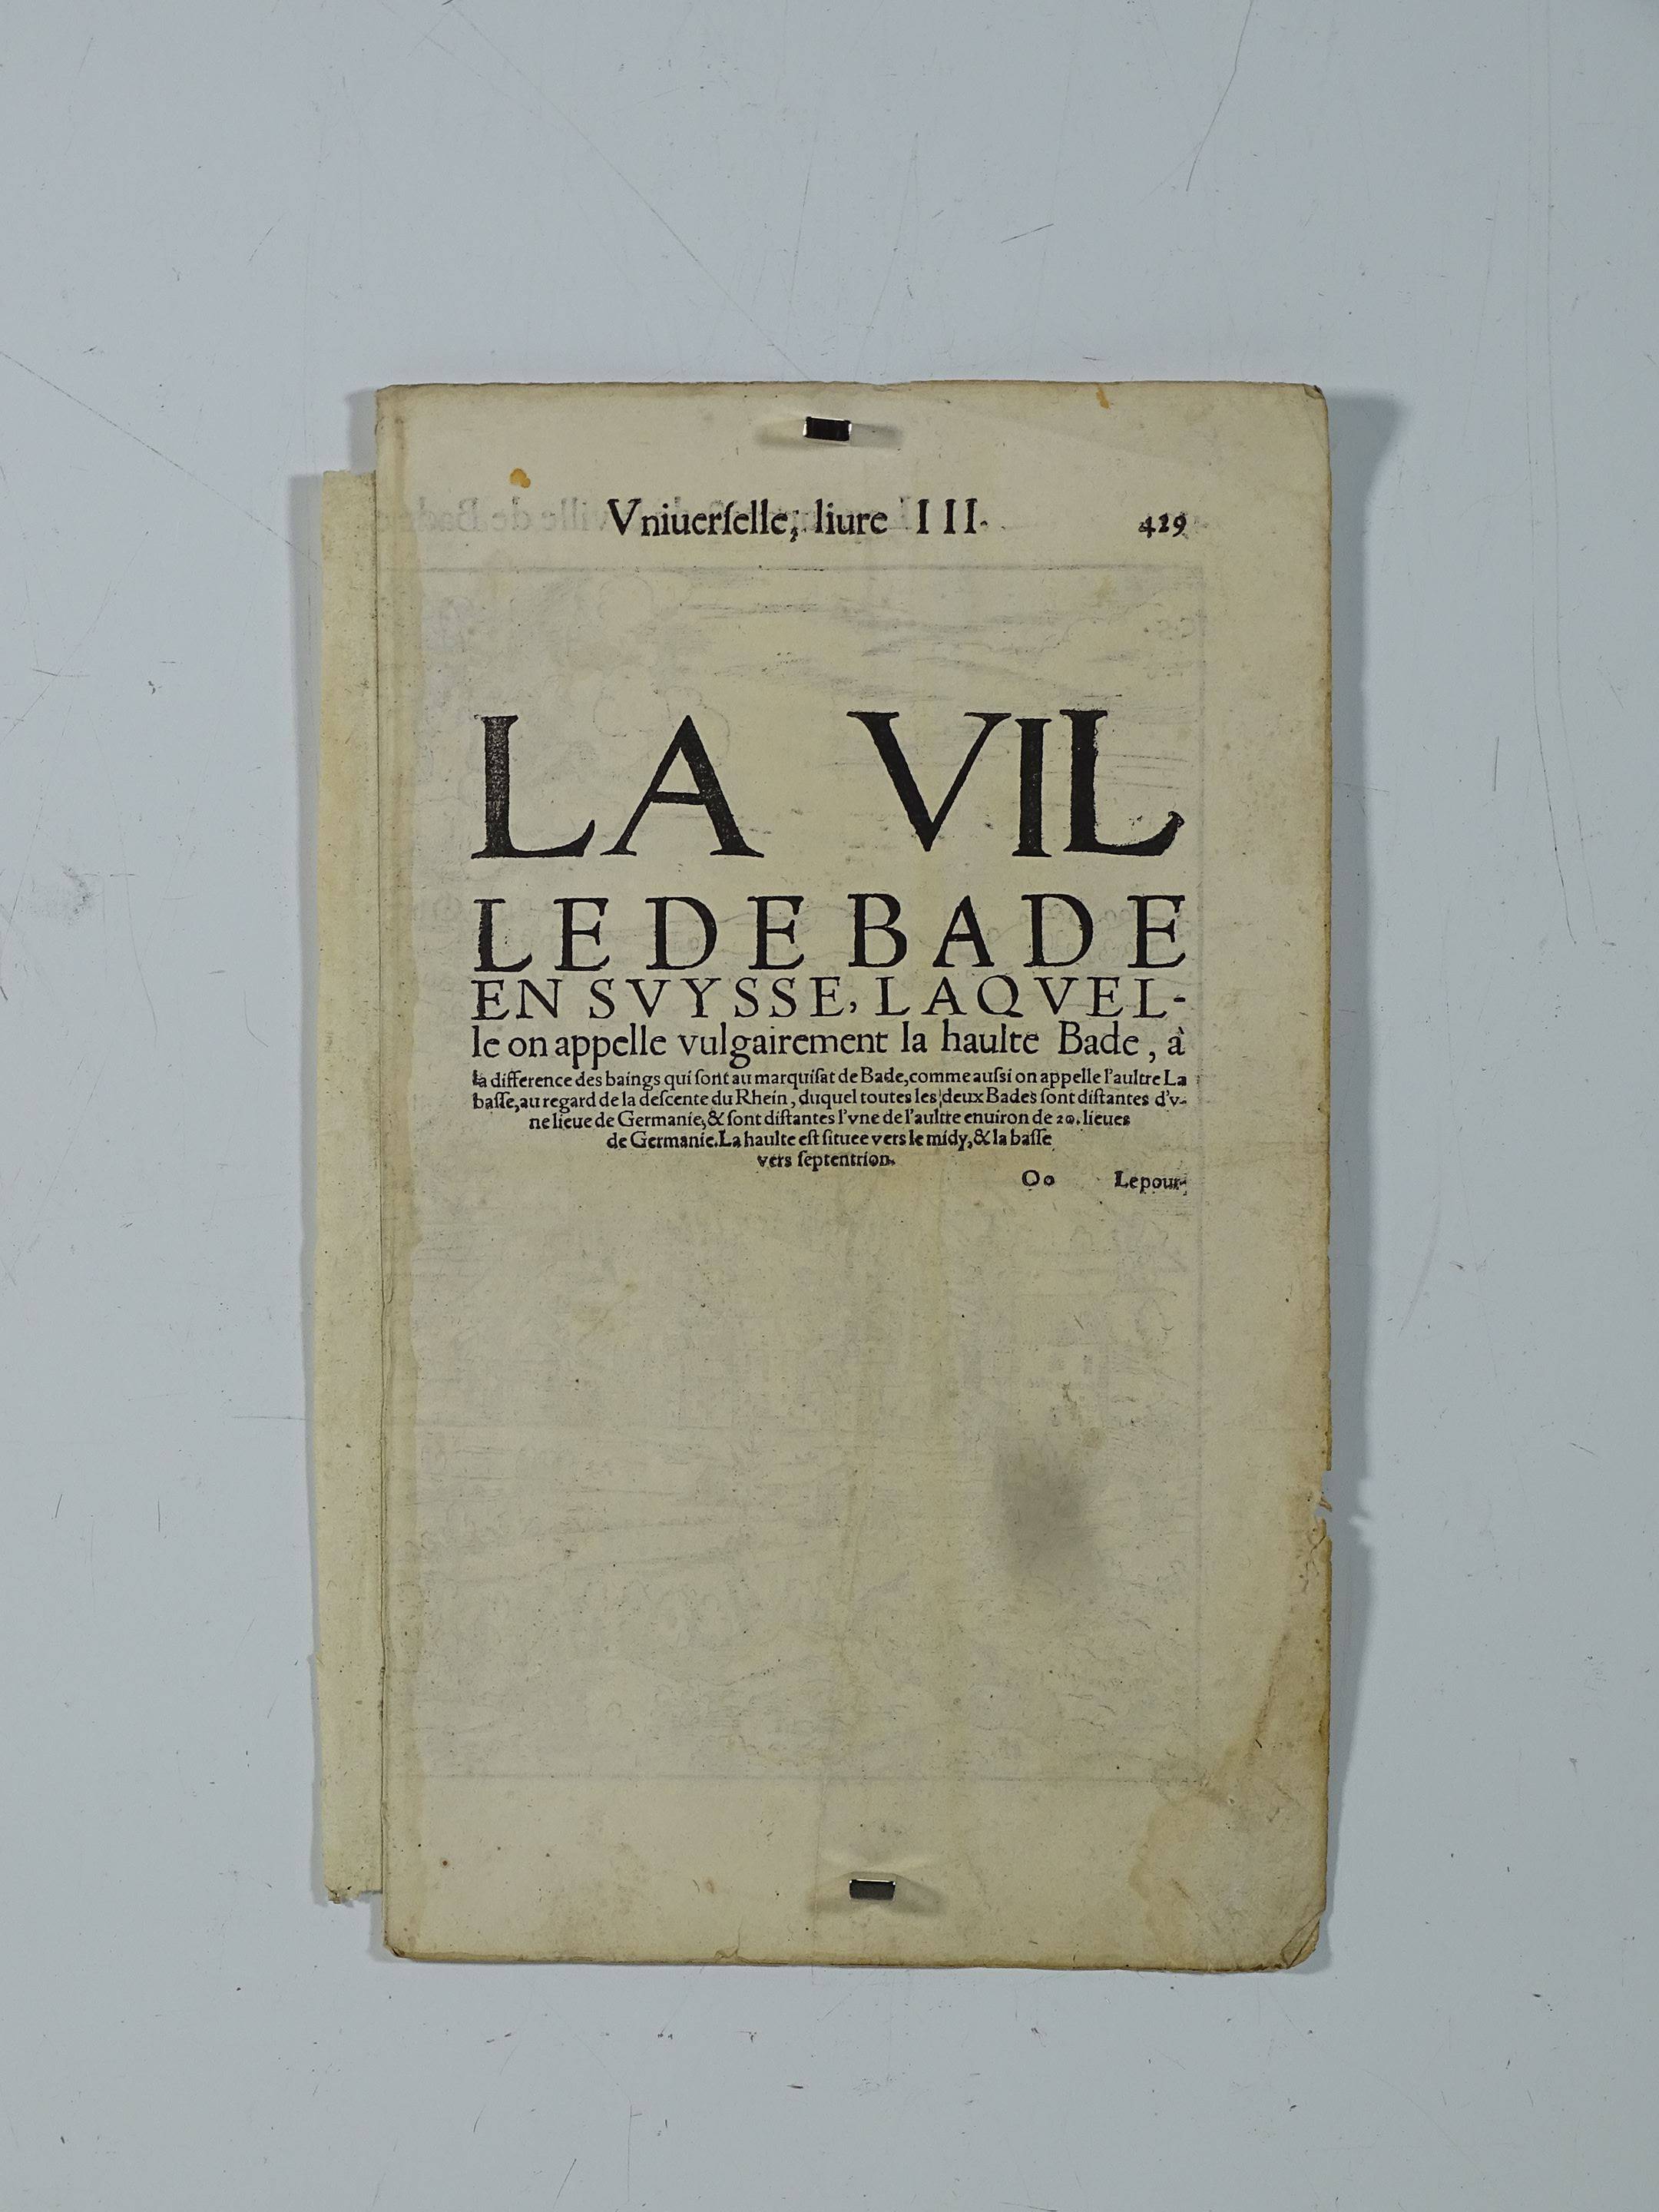 Vniuerſelle, liure III. 429
LA VIL
LE DE BADE
EN SVYSSE, LAQVEL-
le on appelle vulgairement la haulte Bade, à
la difference des baings qui ſont au marquiſat de Bade, comme auſsi on appelle l'aultre La
baſſe, au regard de la deſcente du Rhein, duquel toutes les deux Bades ſont diſtantes d'v-
ne lieue de Germanie, & ſont diſtantes l'vne de l'aultre enuiron de 20. lieues
de Germanie. La haulte eſt ſituee vers le midy, & la baſſe
vers ſeptentrion.
Oo Le pour-